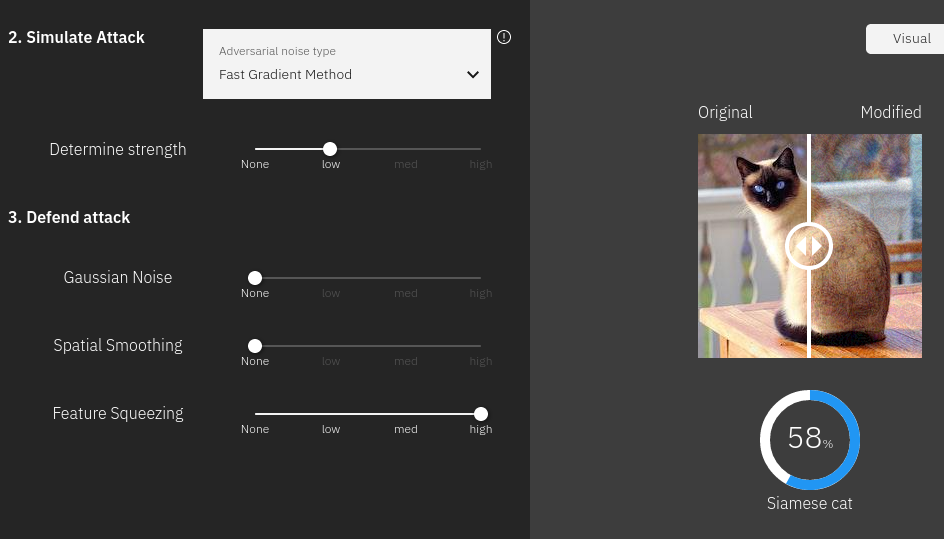 2. Simulate Attack
Adversarial noise type
Fast Gradient Method
Determine strength
None low med high
3. Defend attack
Gaussian Noise
None low med high
Spatial Smoothing
None low med high
Feature Squeezing
None low med high
Visual
Original Modified
58%
Siamese cat